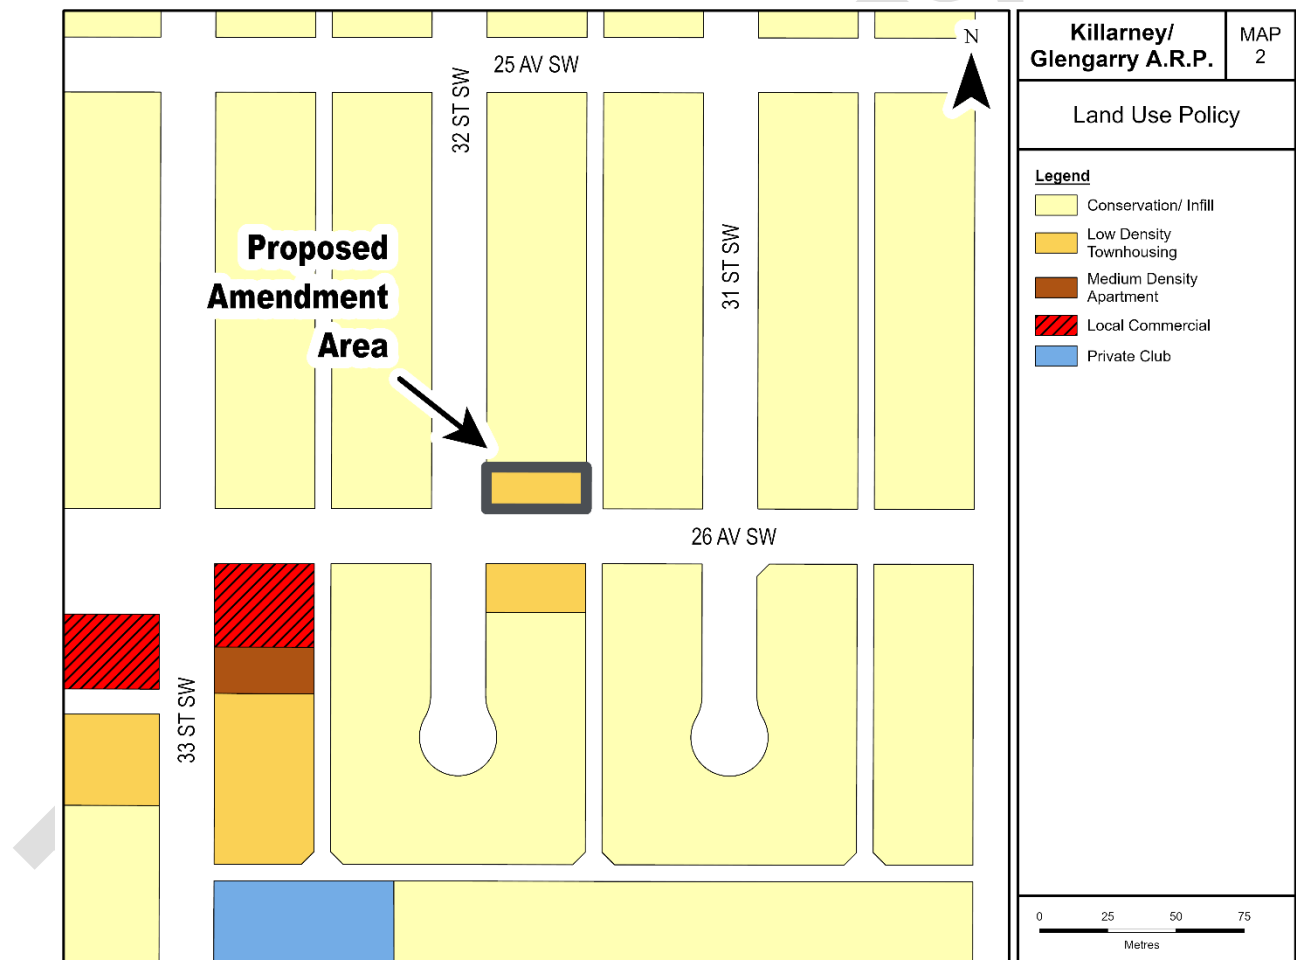 25 AV SW
N
32 ST SW
31 ST SW
Proposed
Amendment
Area
26 AV SW
33 ST SW
Killarney/
Glengarry A.R.P.
MAP
2
Land Use Policy
Legend
Conservation/ Infill
Low Density
Townhousing
Medium Density
Apartment
Local Commercial
Private Club
0 25 50 75
Metres